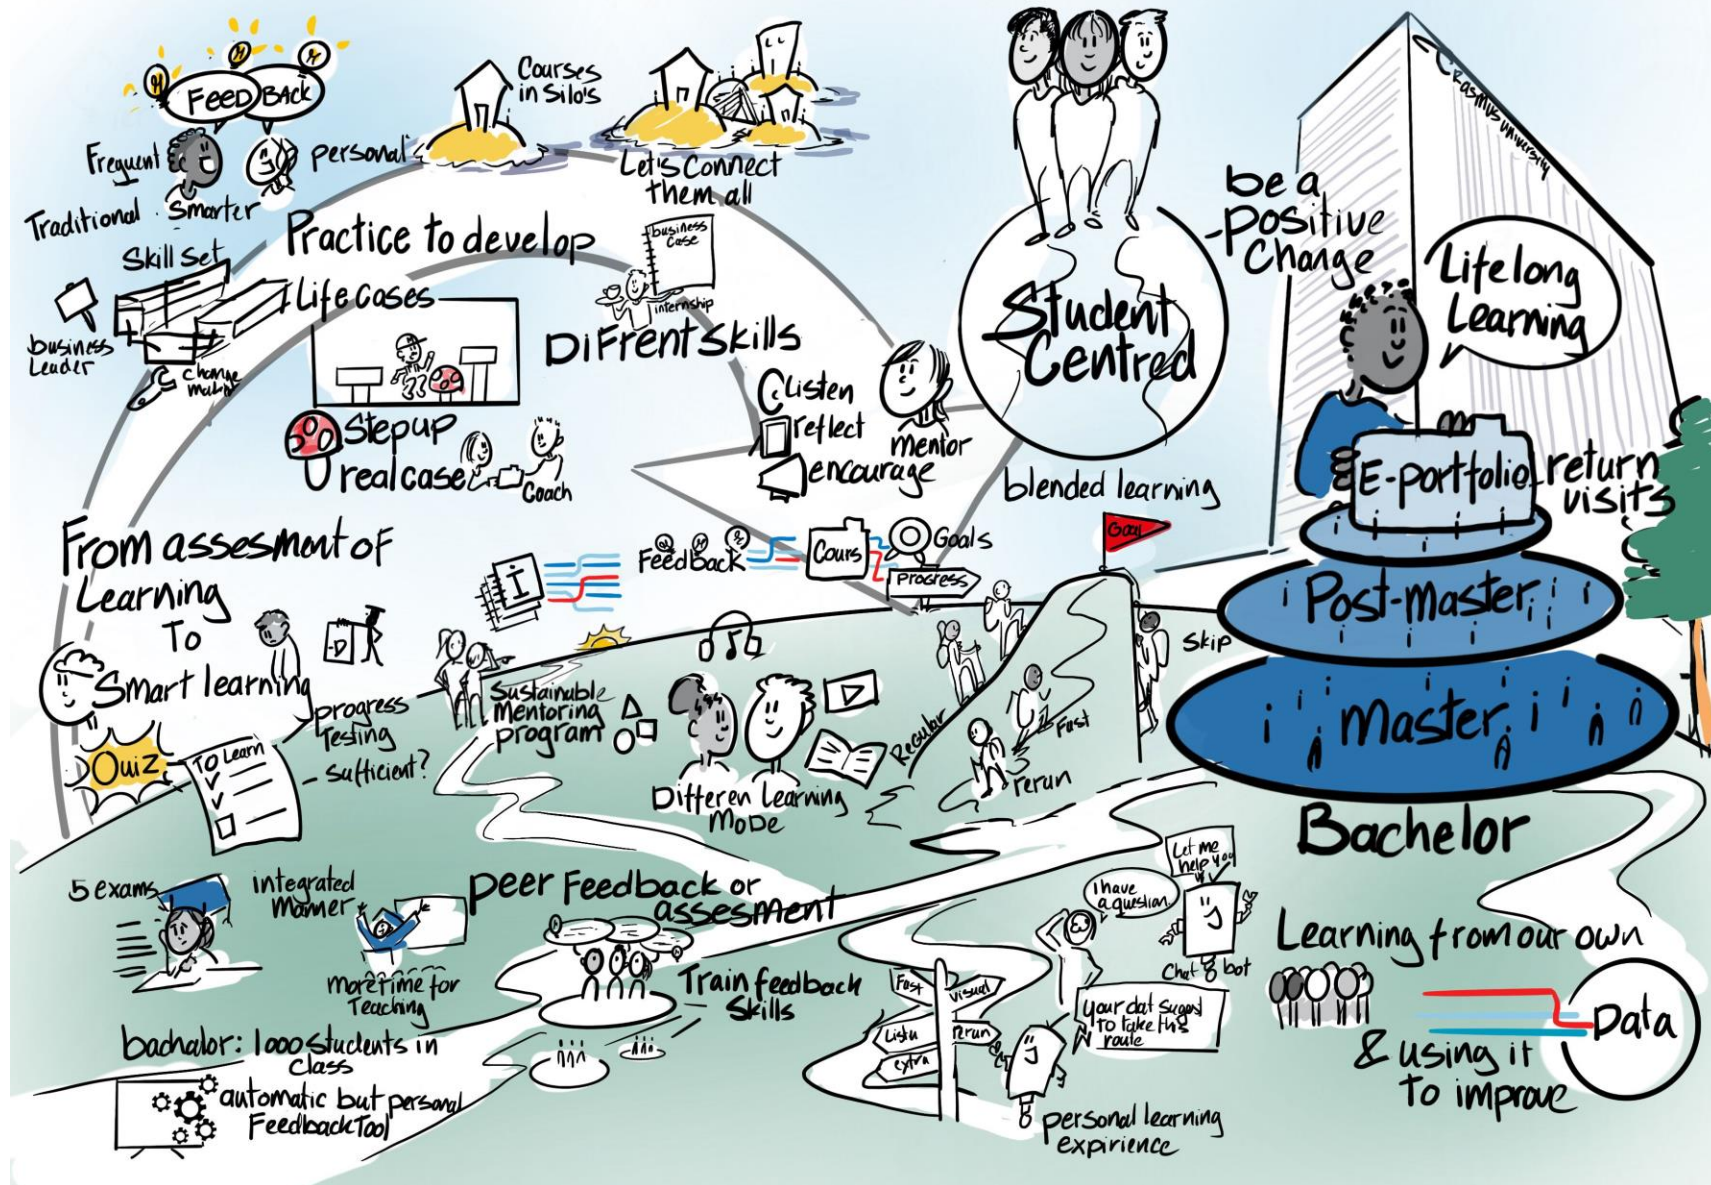 FEEDBACK
Frequent
personal
Traditional
Smarter
Courses
in Silo's
Let's Connect
them all
Practice to develop
Skill Set
Life cases
business
Leader
change
business
case
internship
Difrent skills
Step up
real case
Coach
Listen
reflect
encourage
mentor
Student
Centred
blended learning
be a
positive
Change
Erasmus University
Lifelong
Learning
E-portfolio
return
visits
Post-master
master
Bachelor
From assesment of
Learning
To
Smart learning
Quiz
TO Learn
progress
Testing
- sufficient?
I
Feedback
Cours
Goals
progress
Goal
Skip
Sustainable
Mentoring
program
Differen Learning
Mode
Regular
Fast
rerun
5 exams
integrated
Manner
more time for
Teaching
peer Feedback or
assesment
Train feedback
Skills
bachalor: 1000 students in
class
automatic but personal
Feedback Tool
Fast
visual
Listn
rerun
extra
I have
a question
Let me
help you
Chat bot
your dat sugest
to take this
route
personal learning
expirience
Learning from our own
Data
& using it
to improve